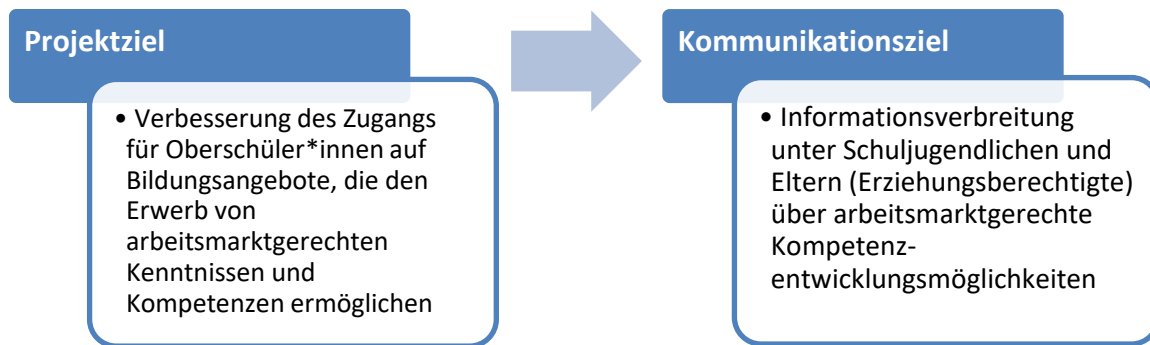 Projektziel
• Verbesserung des Zugangs
für Oberschüler*innen auf
Bildungsangebote, die den
Erwerb von
arbeitsmarktgerechten
Kenntnissen und
Kompetenzen ermöglichen
Kommunikationsziel
• Informationsverbreitung
unter Schuljugendlichen und
Eltern (Erziehungsberechtigte)
über arbeitsmarktgerechte
Kompetenz-
entwicklungsmöglichkeiten